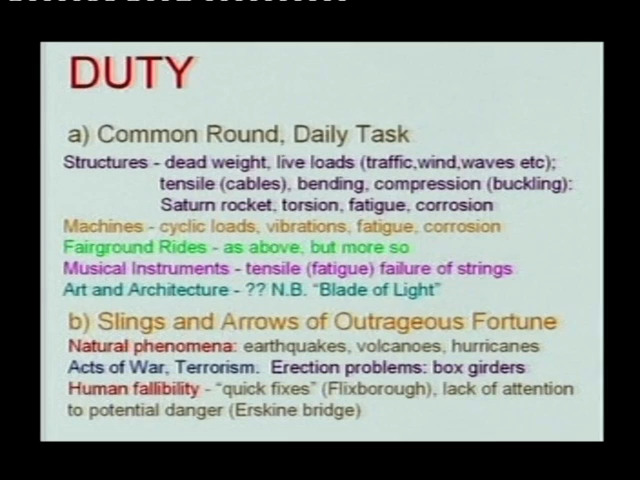 DUTY
a) Common Round, Daily Task
Structures - dead weight, live loads (traffic,wind,waves etc);
tensile (cables), bending, compression (buckling):
Saturn rocket, torsion, fatigue, corrosion
Machines - cyclic loads, vibrations, fatigue, corrosion
Fairground Rides - as above, but more so
Musical Instruments - tensile (fatigue) failure of strings
Art and Architecture - ?? N.B. “Blade of Light”
b) Slings and Arrows of Outrageous Fortune
Natural phenomena: earthquakes, volcanoes, hurricanes
Acts of War, Terrorism. Erection problems: box girders
Human fallibility - “quick fixes” (Flixborough), lack of attention
to potential danger (Erskine bridge)